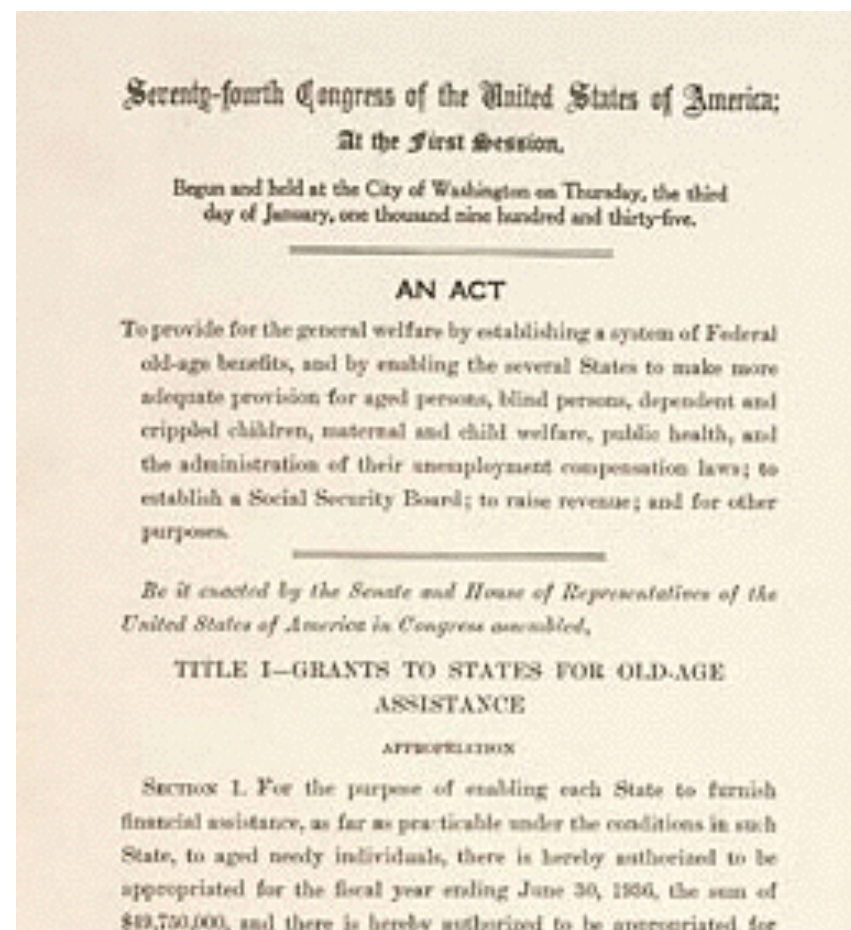 Seventy-fourth Congress of the United States of America;
At the First Session,
Begun and held at the City of Washington on Thursday, the third
day of January, one thousand nine hundred and thirty-five.
AN ACT
To provide for the general welfare by establishing a system of Federal
old-age benefits, and by enabling the several States to make more
adequate provision for aged persons, blind persons, dependent and
crippled children, maternal and child welfare, public health, and
the administration of their unemployment compensation laws; to
establish a Social Security Board; to raise revenue; and for other
purposes.
Be it enacted by the Senate and House of Representatives of the
United States of America in Congress assembled,
TITLE I—GRANTS TO STATES FOR OLD-AGE
ASSISTANCE
APPROPRIATION
SECTION 1. For the purpose of enabling each State to furnish
financial assistance, as far as practicable under the conditions in such
State, to aged needy individuals, there is hereby authorized to be
appropriated for the fiscal year ending June 30, 1936, the sum of
$49,750,000, and there is hereby authorized to be appropriated for